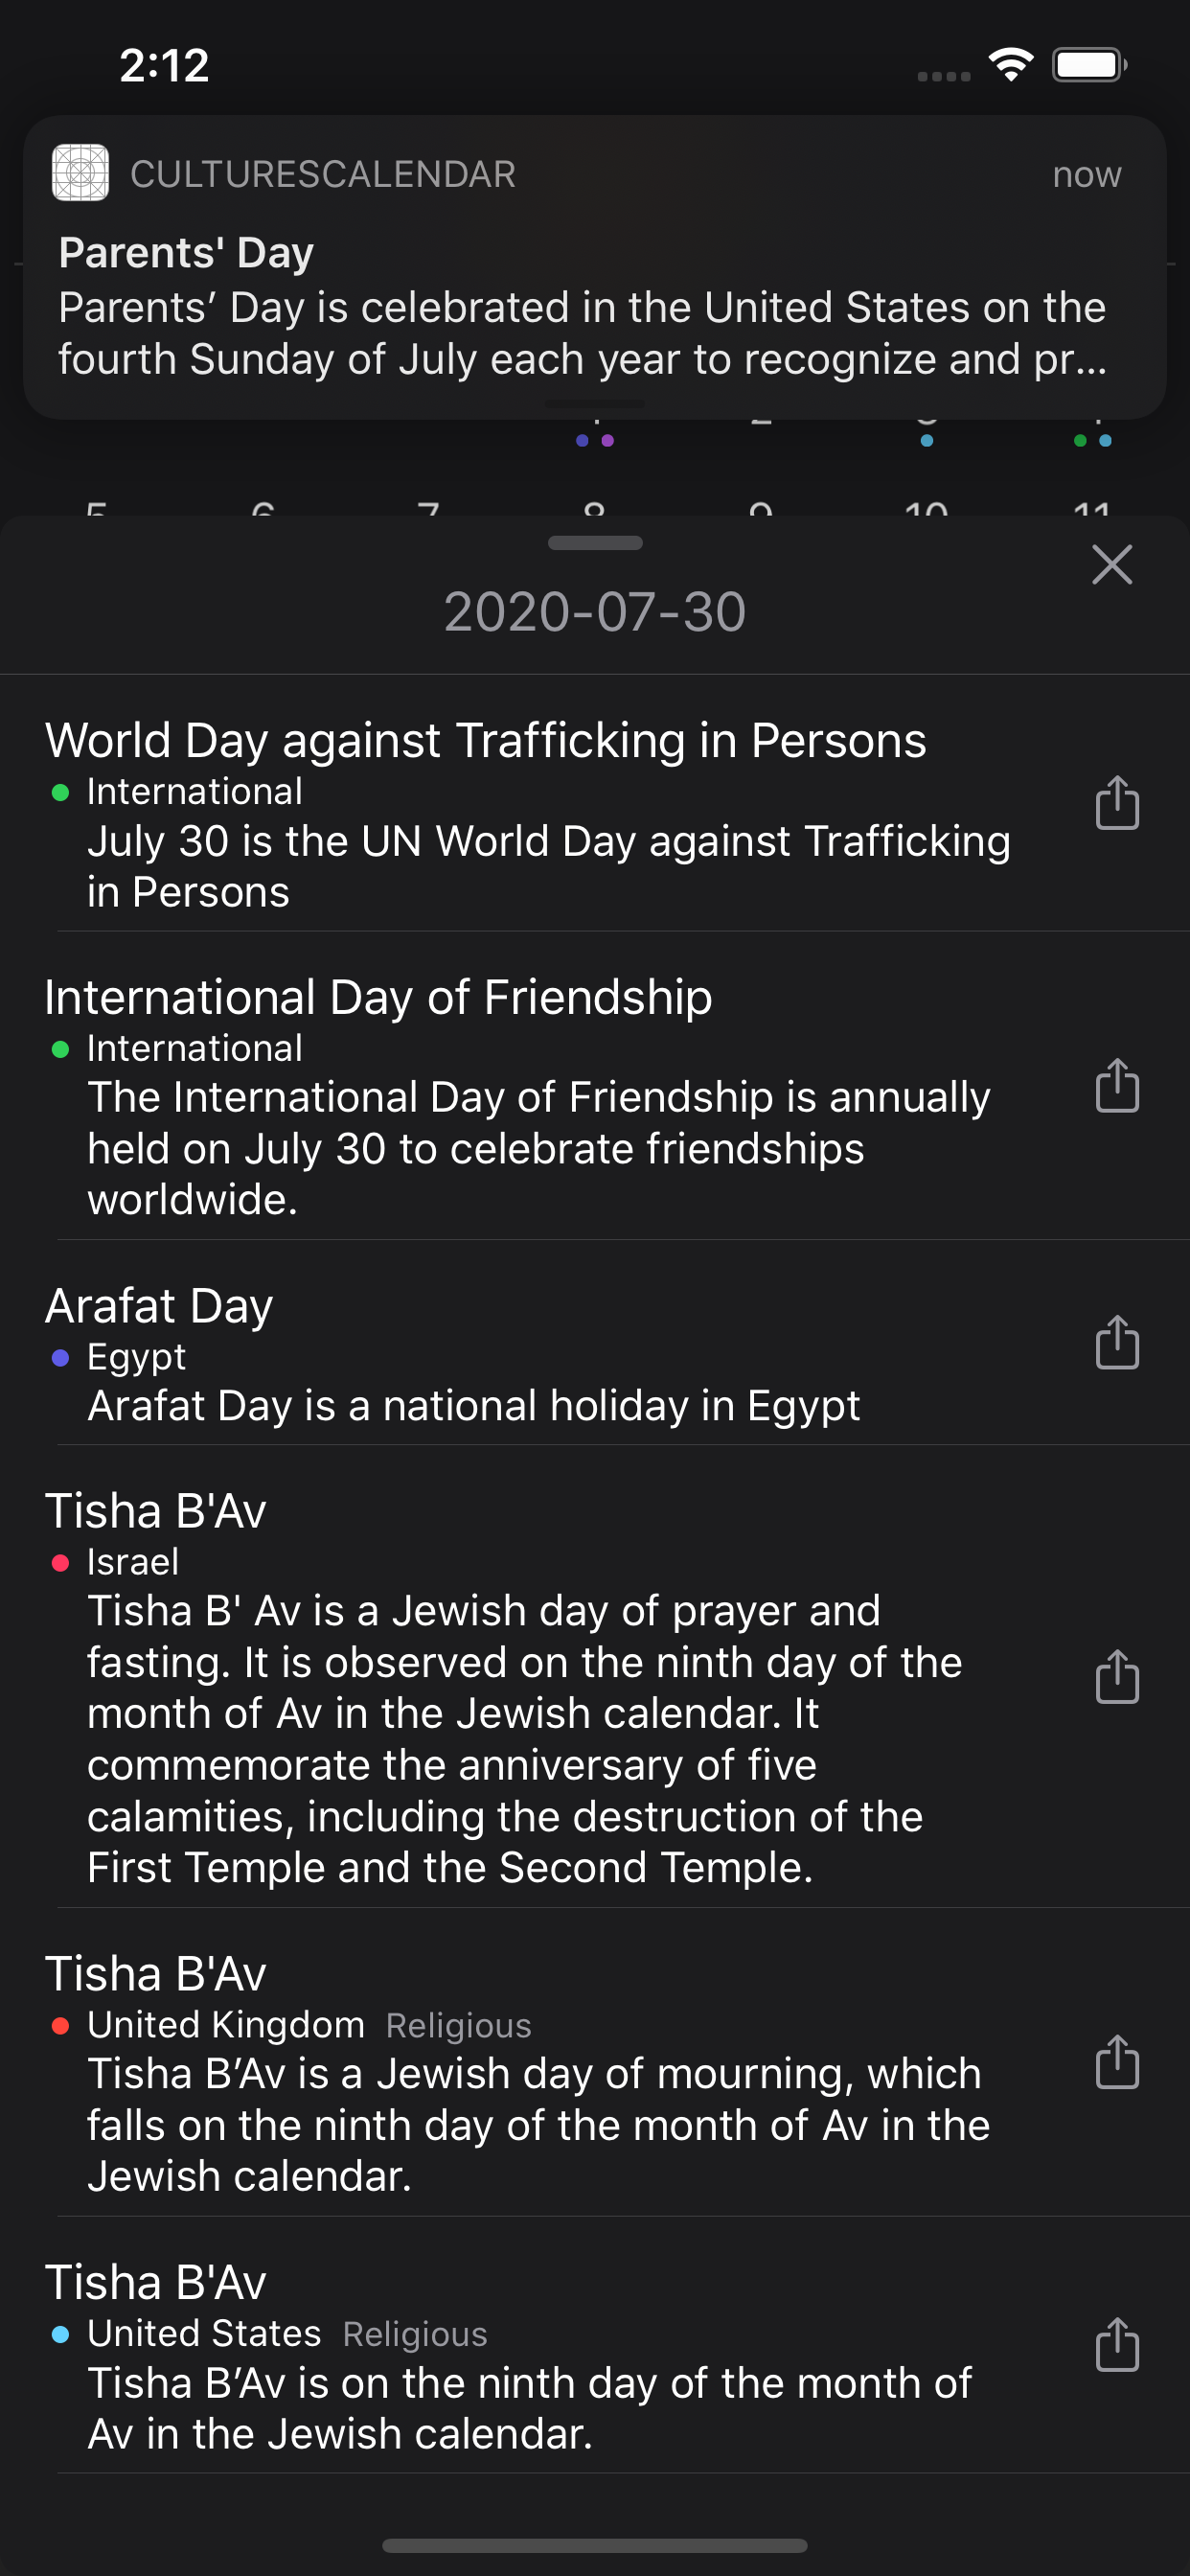 2:12
CULTURESCALENDAR
now
Parents' Day
Parents’ Day is celebrated in the United States on the
fourth Sunday of July each year to recognize and pr...
5 6 7 8 9 10 11
2020-07-30
World Day against Trafficking in Persons
International
July 30 is the UN World Day against Trafficking
in Persons
International Day of Friendship
International
The International Day of Friendship is annually
held on July 30 to celebrate friendships
worldwide.
Arafat Day
Egypt
Arafat Day is a national holiday in Egypt
Tisha B'Av
Israel
Tisha B' Av is a Jewish day of prayer and
fasting. It is observed on the ninth day of the
month of Av in the Jewish calendar. It
commemorate the anniversary of five
calamities, including the destruction of the
First Temple and the Second Temple.
Tisha B'Av
United Kingdom Religious
Tisha B’Av is a Jewish day of mourning, which
falls on the ninth day of the month of Av in the
Jewish calendar.
Tisha B'Av
United States Religious
Tisha B’Av is on the ninth day of the month of
Av in the Jewish calendar.